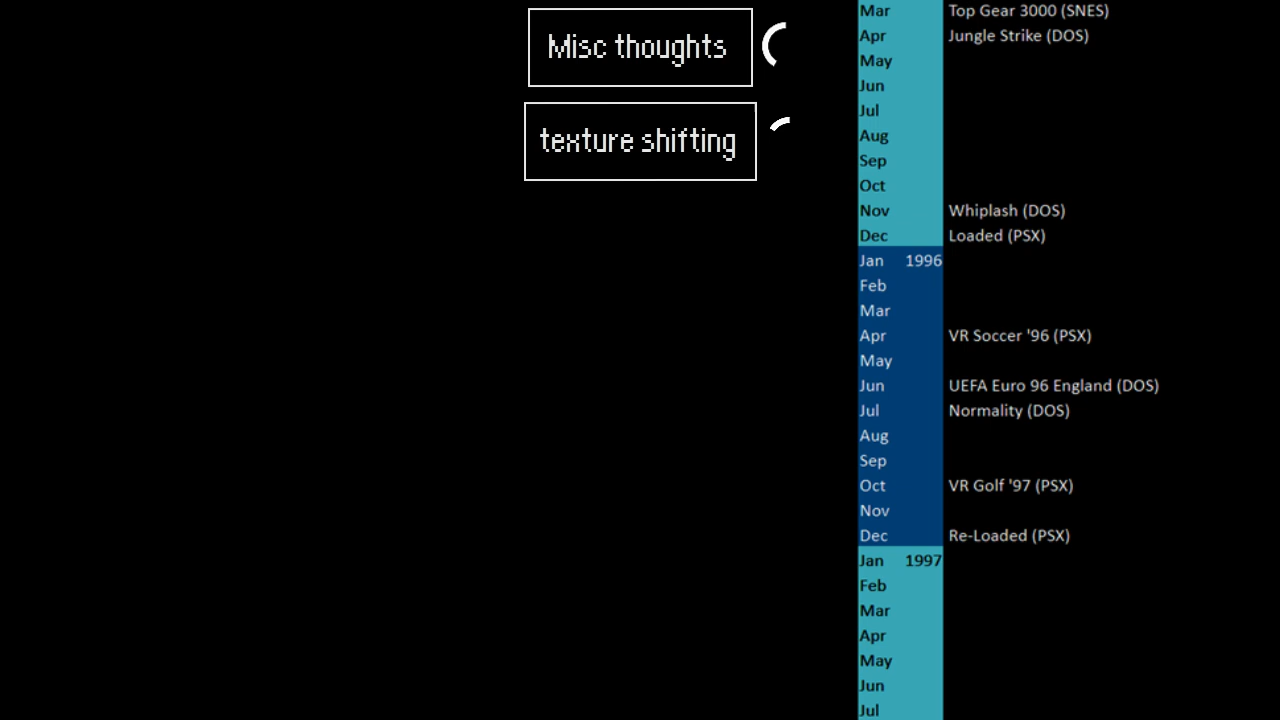 Misc thoughts
texture shifting
Mar Top Gear 3000 (SNES)
Apr Jungle Strike (DOS)
May
Jun
Jul
Aug
Sep
Oct
Nov Whiplash (DOS)
Dec Loaded (PSX)
Jan 1996
Feb
Mar
Apr VR Soccer '96 (PSX)
May
Jun UEFA Euro 96 England (DOS)
Jul Normality (DOS)
Aug
Sep
Oct VR Golf '97 (PSX)
Nov
Dec Re-Loaded (PSX)
Jan 1997
Feb
Mar
Apr
May
Jun
Jul